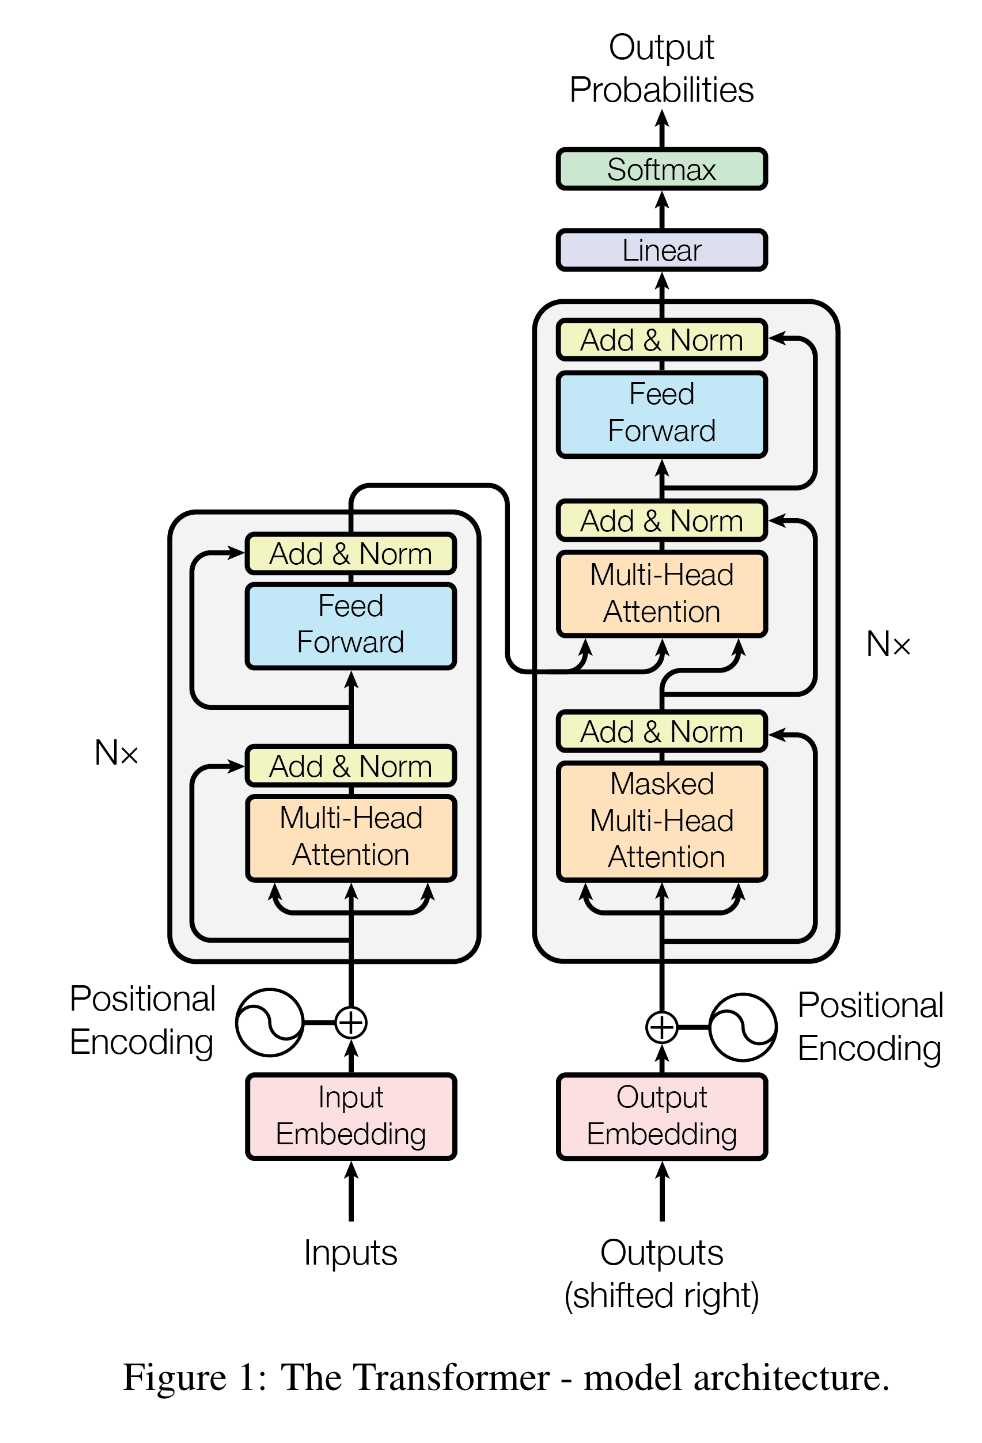 Output
Probabilities
Softmax
Linear
Add & Norm
Feed
Forward
Add & Norm
Multi-Head
Attention
Nx
Add & Norm
Masked
Multi-Head
Attention
Add & Norm
Feed
Forward
Nx
Add & Norm
Multi-Head
Attention
Positional
Encoding
Positional
Encoding
Input
Embedding
Output
Embedding
Inputs
Outputs
(shifted right)
Figure 1: The Transformer - model architecture.